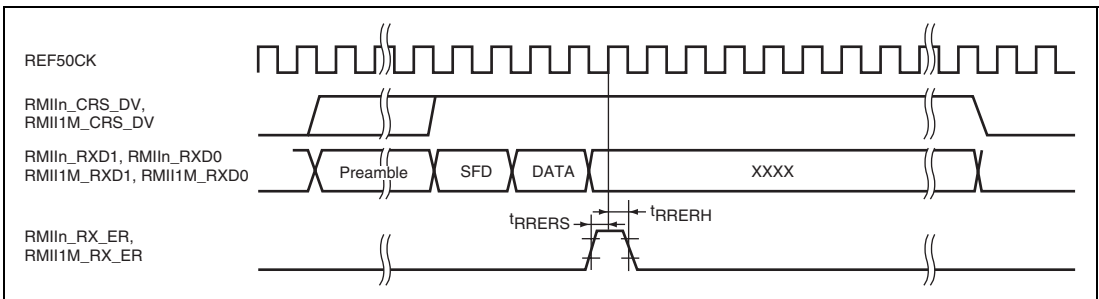 REF50CK
RMIIn_CRS_DV,
RMII1M_CRS_DV
RMIIn_RXD1, RMIIn_RXD0
RMII1M_RXD1, RMII1M_RXD0
Preamble
SFD
DATA
XXXX
tRRERS
tRRERH
RMIIn_RX_ER,
RMII1M_RX_ER